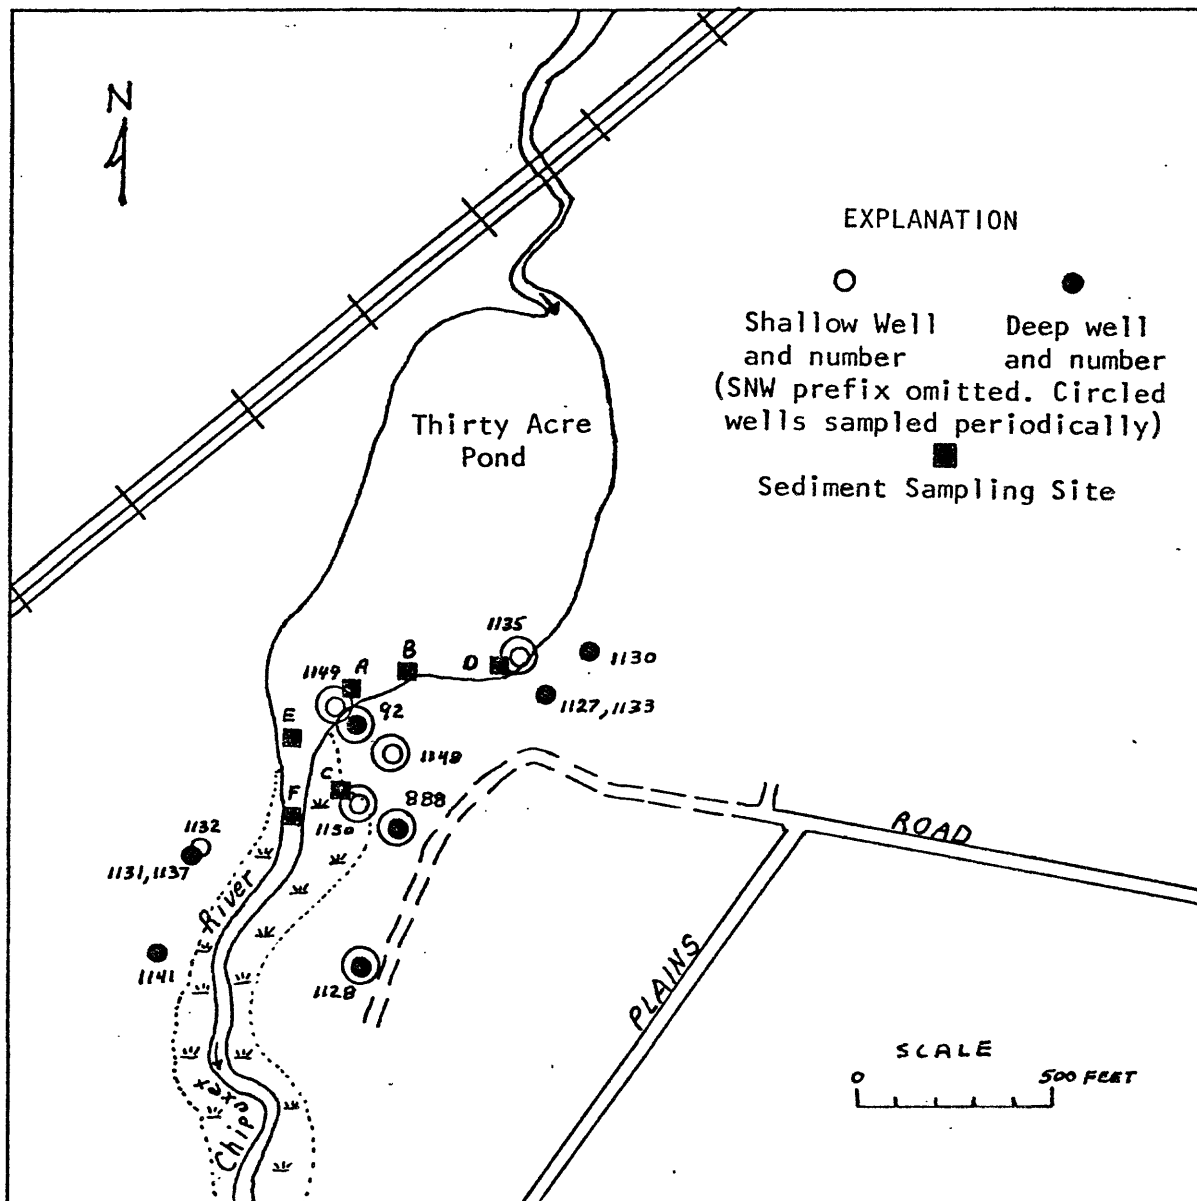 N
EXPLANATION
Shallow Well
and number
Deep well
and number
(SNW prefix omitted. Circled
wells sampled periodically)
Sediment Sampling Site
Thirty Acre
Pond
1135
1130
B
D
1149
A
1127,1133
92
E
1148
C
888
F
1130
1132
1131,1137
ROAD
River
1141
1128
PLAINS
SCALE
0
500 FEET
Chipuxet